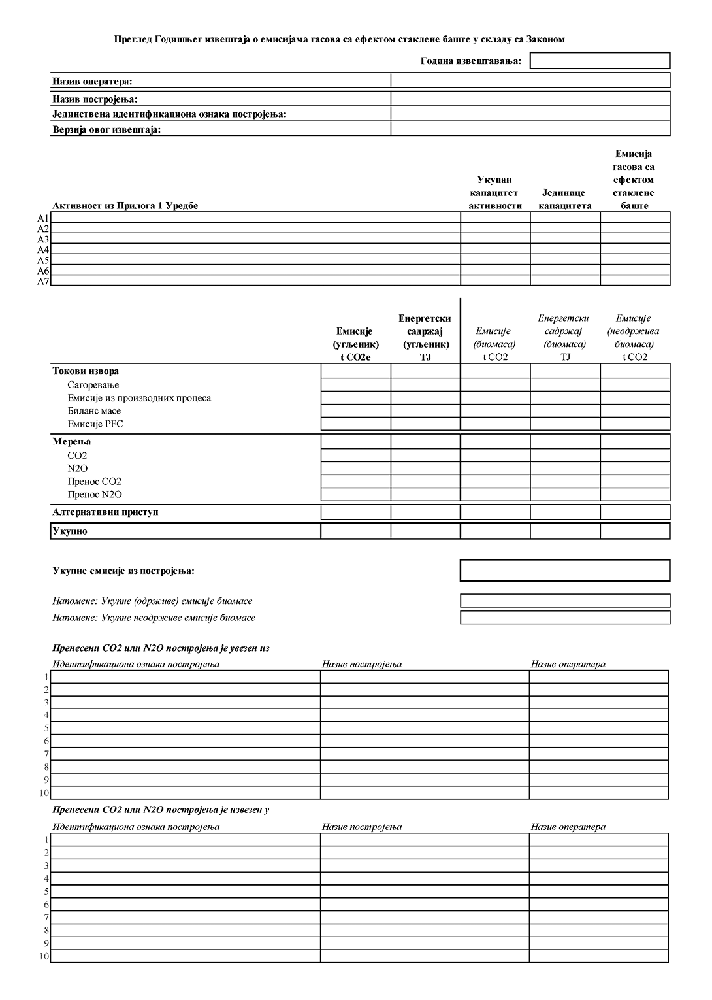 Преглед Годишњег извештаја о емисијама гасова са ефектом стаклене баште у складу са Законом
Година извештавања:
Назив оператера:
Назив постројења:
Јединствена идентификациона ознака постројења:
Верзија овог извештаја:
Активност из Прилога 1 Уредбе
Укупан
капацитет
активности
Јединице
капацитета
Емисија
гасова са
ефектом
стаклене
баште
A1
A2
A3
A4
A5
A6
A7
Емисије
(угљеник)
t CO2e
Енергетски
садржај
(угљеник)
TJ
Емисије
(биомаса)
t CO2
Енергетски
садржај
(биомаса)
TJ
Емисије
(неодржива
биомаса)
t CO2
Токови извора
Сагоревање
Емисије из производних процеса
Биланс масе
Емисије PFC
Мерења
CO2
N2O
Пренос CO2
Пренос N2O
Алтернативни приступ
Укупно
Укупне емисије из постројења:
Напомене: Укупне (одрживе) емисије биомасе
Напомене: Укупне неодрживе емисије биомасе
Пренесени CO2 или N2O постројења је увезен из
Идентификациона ознака постројења Назив постројења Назив оператера
1
2
3
4
5
6
7
8
9
10
Пренесени CO2 или N2O постројења је извезен у
Идентификациона ознака постројења Назив постројења Назив оператера
1
2
3
4
5
6
7
8
9
10